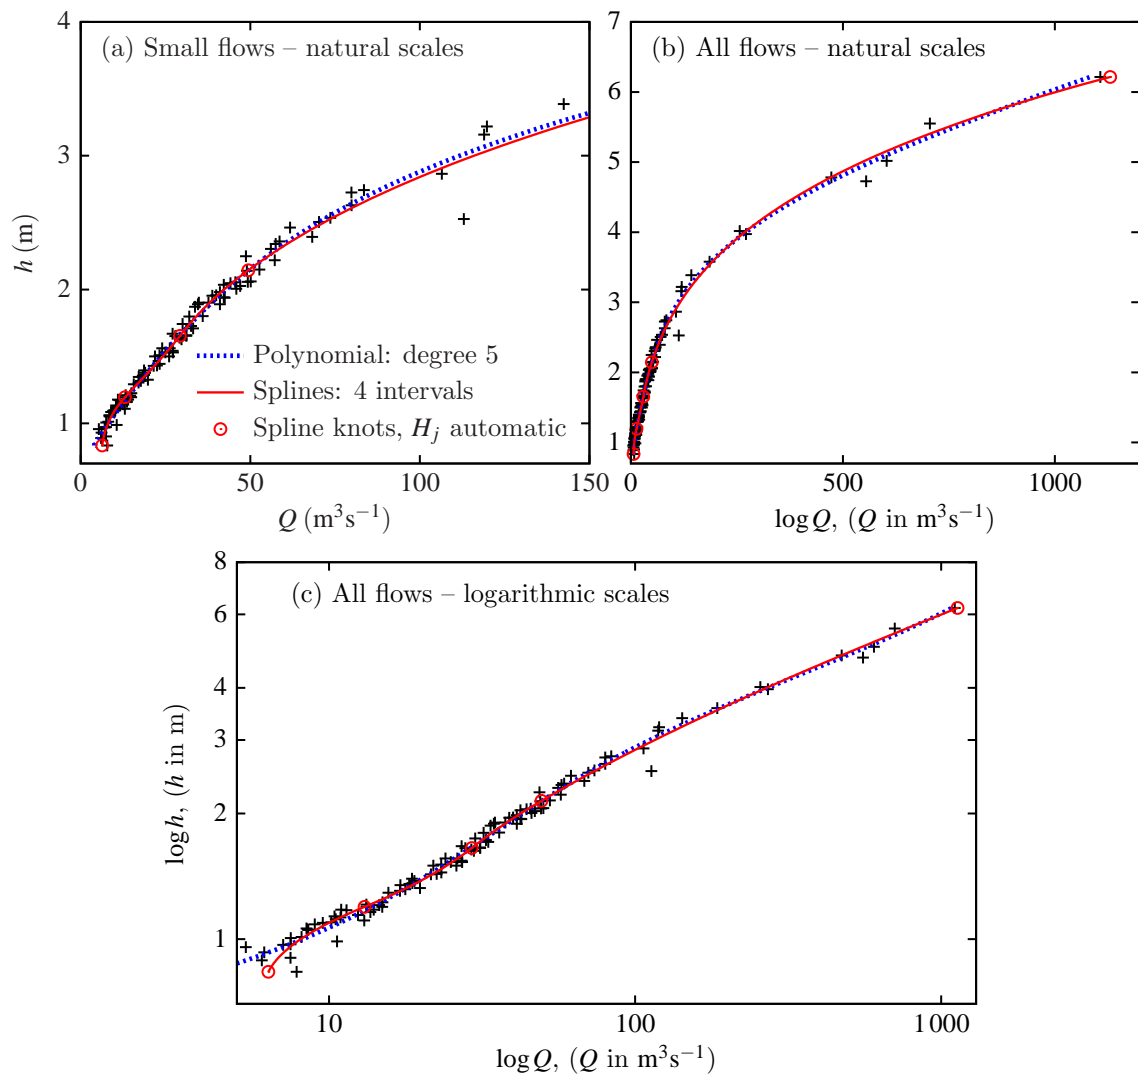 (a) Small flows – natural scales
4
3
2
1
h (m)
0
50
100
150
Q (m³s⁻¹)
Polynomial: degree 5
Splines: 4 intervals
Spline knots, H_j automatic
(b) All flows – natural scales
7
6
5
4
3
2
1
0
500
1000
log Q, (Q in m³s⁻¹)
(c) All flows – logarithmic scales
8
6
4
3
2
1
log h, (h in m)
10
100
1000
log Q, (Q in m³s⁻¹)